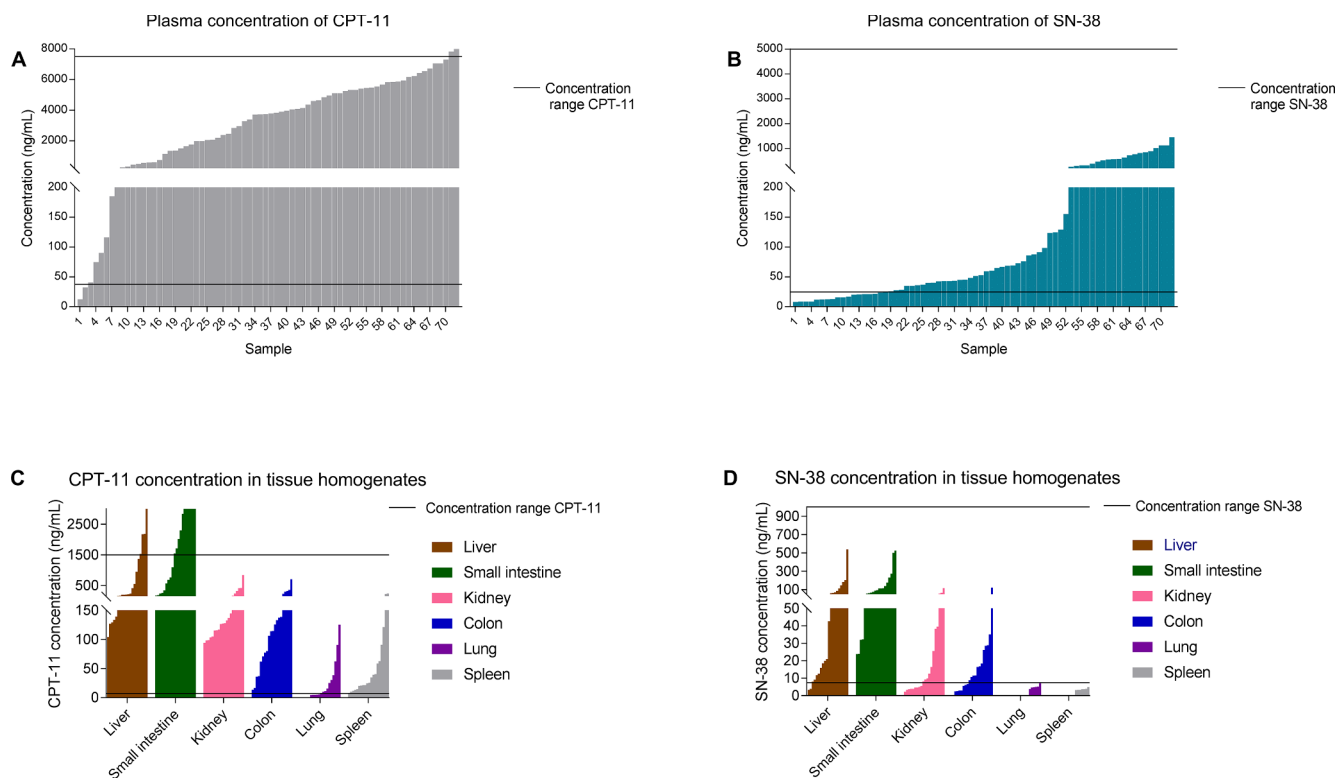 Plasma concentration of CPT-11
A
Concentration (ng/mL)
8000
6000
4000
2000
200
150
100
50
0
1 4 7 10 13 16 19 22 25 28 31 34 37 40 43 46 49 52 55 58 61 64 67 70
Sample
Concentration
range CPT-11
Plasma concentration of SN-38
B
Concentration (ng/mL)
5000
4000
3000
2000
1000
200
150
100
50
0
1 4 7 10 13 16 19 22 25 28 31 34 37 40 43 46 49 52 55 58 61 64 67 70
Sample
Concentration
range SN-38
C
CPT-11 concentration in tissue homogenates
CPT-11 concentration (ng/mL)
2500
1500
500
150
100
50
0
Liver Small intestine Kidney Colon Lung Spleen
Concentration range CPT-11
Liver
Small intestine
Kidney
Colon
Lung
Spleen
D
SN-38 concentration in tissue homogenates
SN-38 concentration (ng/mL)
900
700
500
300
100
50
40
30
20
10
0
Liver Small intestine Kidney Colon Lung Spleen
Concentration range SN-38
Liver
Small intestine
Kidney
Colon
Lung
Spleen